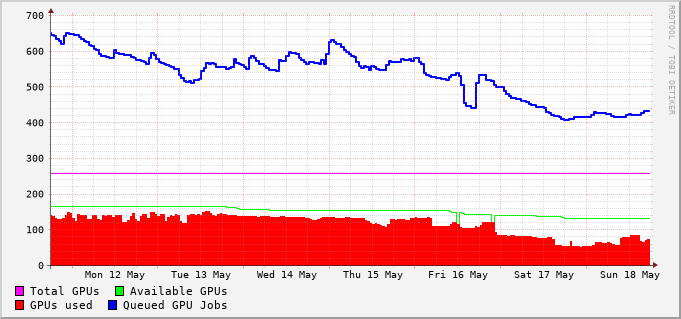 700
600
500
400
300
200
100
0
Mon 12 May Tue 13 May Wed 14 May Thu 15 May Fri 16 May Sat 17 May Sun 18 May
Total GPUs Available GPUs
GPUs used Queued GPU Jobs
RRDTOOL / TOBI OETIKER